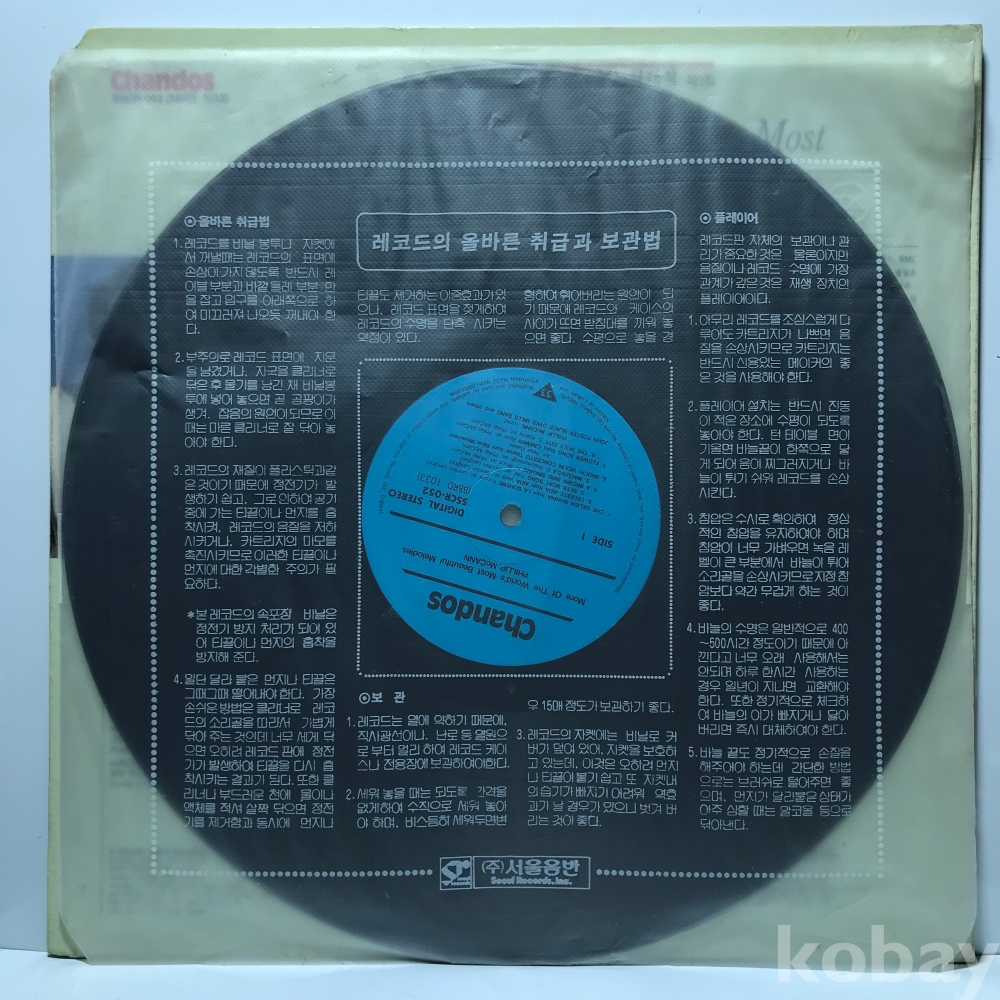 Chandos
Most
레코드의 올바른 취급과 보관법
⊙올바른 취급법
1. 레코드를 비닐 봉투나 자켓에
서 꺼낼때는 레코드의 표면에
손상이 가지 않도록 반드시 레
이블 부분과 바깥 둘레 부분 만
을 잡고 입구를 아래쪽으로 하
여 미끄러져 나오듯 꺼내야 한
다.
2. 부주의로 레코드 표면에 지문
을 남겼거나, 자국을 클리너로
닦은 후 물기를 남긴 채 비닐봉
투에 넣어 놓으면 곧 곰팡이가
생겨, 잡음의 원인이 되므로 이
때는 마른 클리너로 잘 닦아 놓
아야 한다.
3. 레코드의 재질이 플라스틱과같
은 것이기 때문에 정전기가 발
생하기 쉽고, 그로 인하여 공기
중에 가는 티끌이나 먼지를 흡
착시켜, 레코드의 음질을 저하
시키거나, 카트리지의 마모를
촉진시키므로 이러한 티끌이나
먼지에 대한 각별한 주의가 필
요하다.
*본 레코드의 속포장 비닐은
정전기 방지 처리가 되어 있
어 티끌이나 먼지의 흡착을
방지해 준다.
4. 일단 달라 붙은 먼지나 티끌은
그때그때 떨어내야 한다. 가장
손쉬운 방법은 클리너로 레코
드의 소리골을 따라서 가볍게
닦아 주는 것인데 너무 세게 닦
으면 오히려 레코드 판에 정전
기가 발생하여 티끌을 다시 흡
착시키는 결과가 된다. 또한 클
리너나 부드러운 천에 물이나
액체를 적셔 살짝 닦으면 정전
기를 제거함과 동시에 먼지나
티끌도 제거하는 이중효과가 있
으나, 레코드 표면을 젖게하여
레코드의 수명을 단축 시키는
약점이 있다.
⊙보 관
1. 레코드는 열에 약하기 때문에,
직사광선이나, 난로 등 열원으
로 부터 멀리 하여 레코드 케이
스나 전용장에 보관하여야한다.
2. 세워 놓을 때는 되도록 간격을
없게하여 수직으로 세워 놓아
야 하며, 비스듬히 세워두면변
형하여 휘어버리는 원인이 되
기 때문에 레코드와 케이스의
사이가 뜨면 받침대를 끼워 놓
으면 좋다. 수평으로 놓을 경
우 15매 정도가 보관하기 좋다.
3. 레코드의 자켓에는 비닐로 커
버가 덮여 있어, 자켓을 보호하
고 있는데, 이것은 오히려 먼지
나 티끌이 붙기 쉽고 또 자켓내
의 습기가 빠지기 어려워 역효
과가 날 경우가 있으니 벗겨 버
리는 것이 좋다.
⊙플레이어
레코드판 자체의 보관이나 관
리가 중요한 것은 물론이지만
음질이나 레코드 수명에 가장
관계가 깊은 것은 재생 장치인
플레이어이다.
1. 아무리 레코드를 조심스럽게 다
루어도 카트리지가 나쁘면 음
질을 손상시키므로 카트리지는
반드시 신용있는 메이커의 좋
은 것을 사용해야 한다.
2. 플레이어 설치는 반드시 진동
이 적은 장소에 수평이 되도록
놓아야 한다. 턴 테이블 면이
기울면 바늘끝이 한쪽으로 닿
게 되어 음이 찌그러지거나 바
늘이 튀기 쉬워 레코드를 손상
시킨다.
3. 침압은 수시로 확인하여 정상
적인 침압을 유지하여야 하며
침압이 너무 가벼우면 녹음 레
벨이 큰 부분에서 바늘이 튀어
소리골을 손상시키므로 지정 침
압보다 약간 무겁게 하는 것이
좋다.
4. 바늘의 수명은 일반적으로 400
~500시간 정도이기 때문에 아
낀다고 너무 오래 사용해서는
안되며 하루 한시간 사용하는
경우 일년이 지나면 교환해야
한다. 또한 정기적으로 체크하
여 바늘의 이가 빠지거나 닳아
버리면 즉시 대체하여야 한다.
5. 바늘 끝도 정기적으로 손질을
해주어야 하는데 간단한 방법
으로는 브러쉬로 털어주면 좋
으며, 먼지가 달라붙은 상태가
아주 심할 때는 알코올 등으로
닦아낸다.
Chandos
More Of The World's Most Beautiful Melodies
PHILLIP McCANN
SIDE 1
DIGITAL STEREO
SSCR-052
(BBRD 1033)
(주)서울음반
Seoul Records, Inc.
kobay